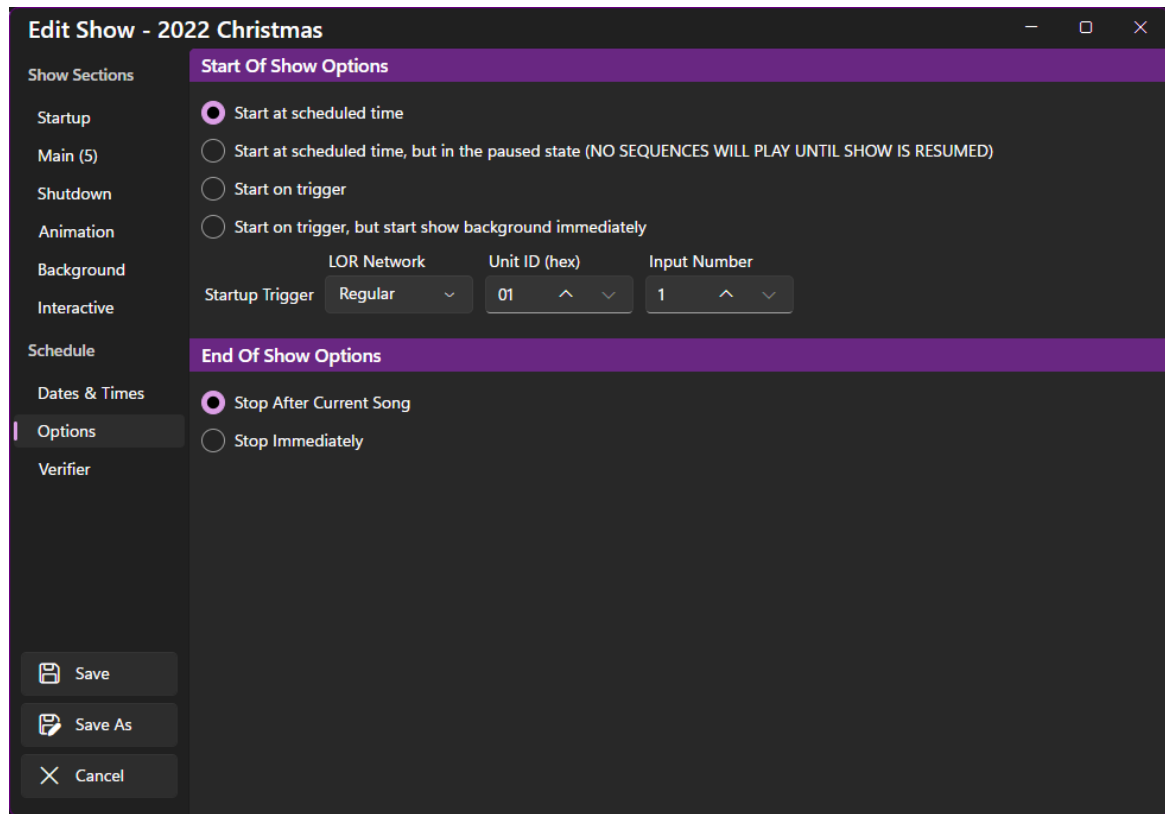 Edit Show - 2022 Christmas
Show Sections
Startup
Main (5)
Shutdown
Animation
Background
Interactive
Schedule
Dates & Times
Options
Verifier
Save
Save As
Cancel
Start Of Show Options
Start at scheduled time
Start at scheduled time, but in the paused state (NO SEQUENCES WILL PLAY UNTIL SHOW IS RESUMED)
Start on trigger
Start on trigger, but start show background immediately
LOR Network Unit ID (hex) Input Number
Startup Trigger Regular 01 1
End Of Show Options
Stop After Current Song
Stop Immediately